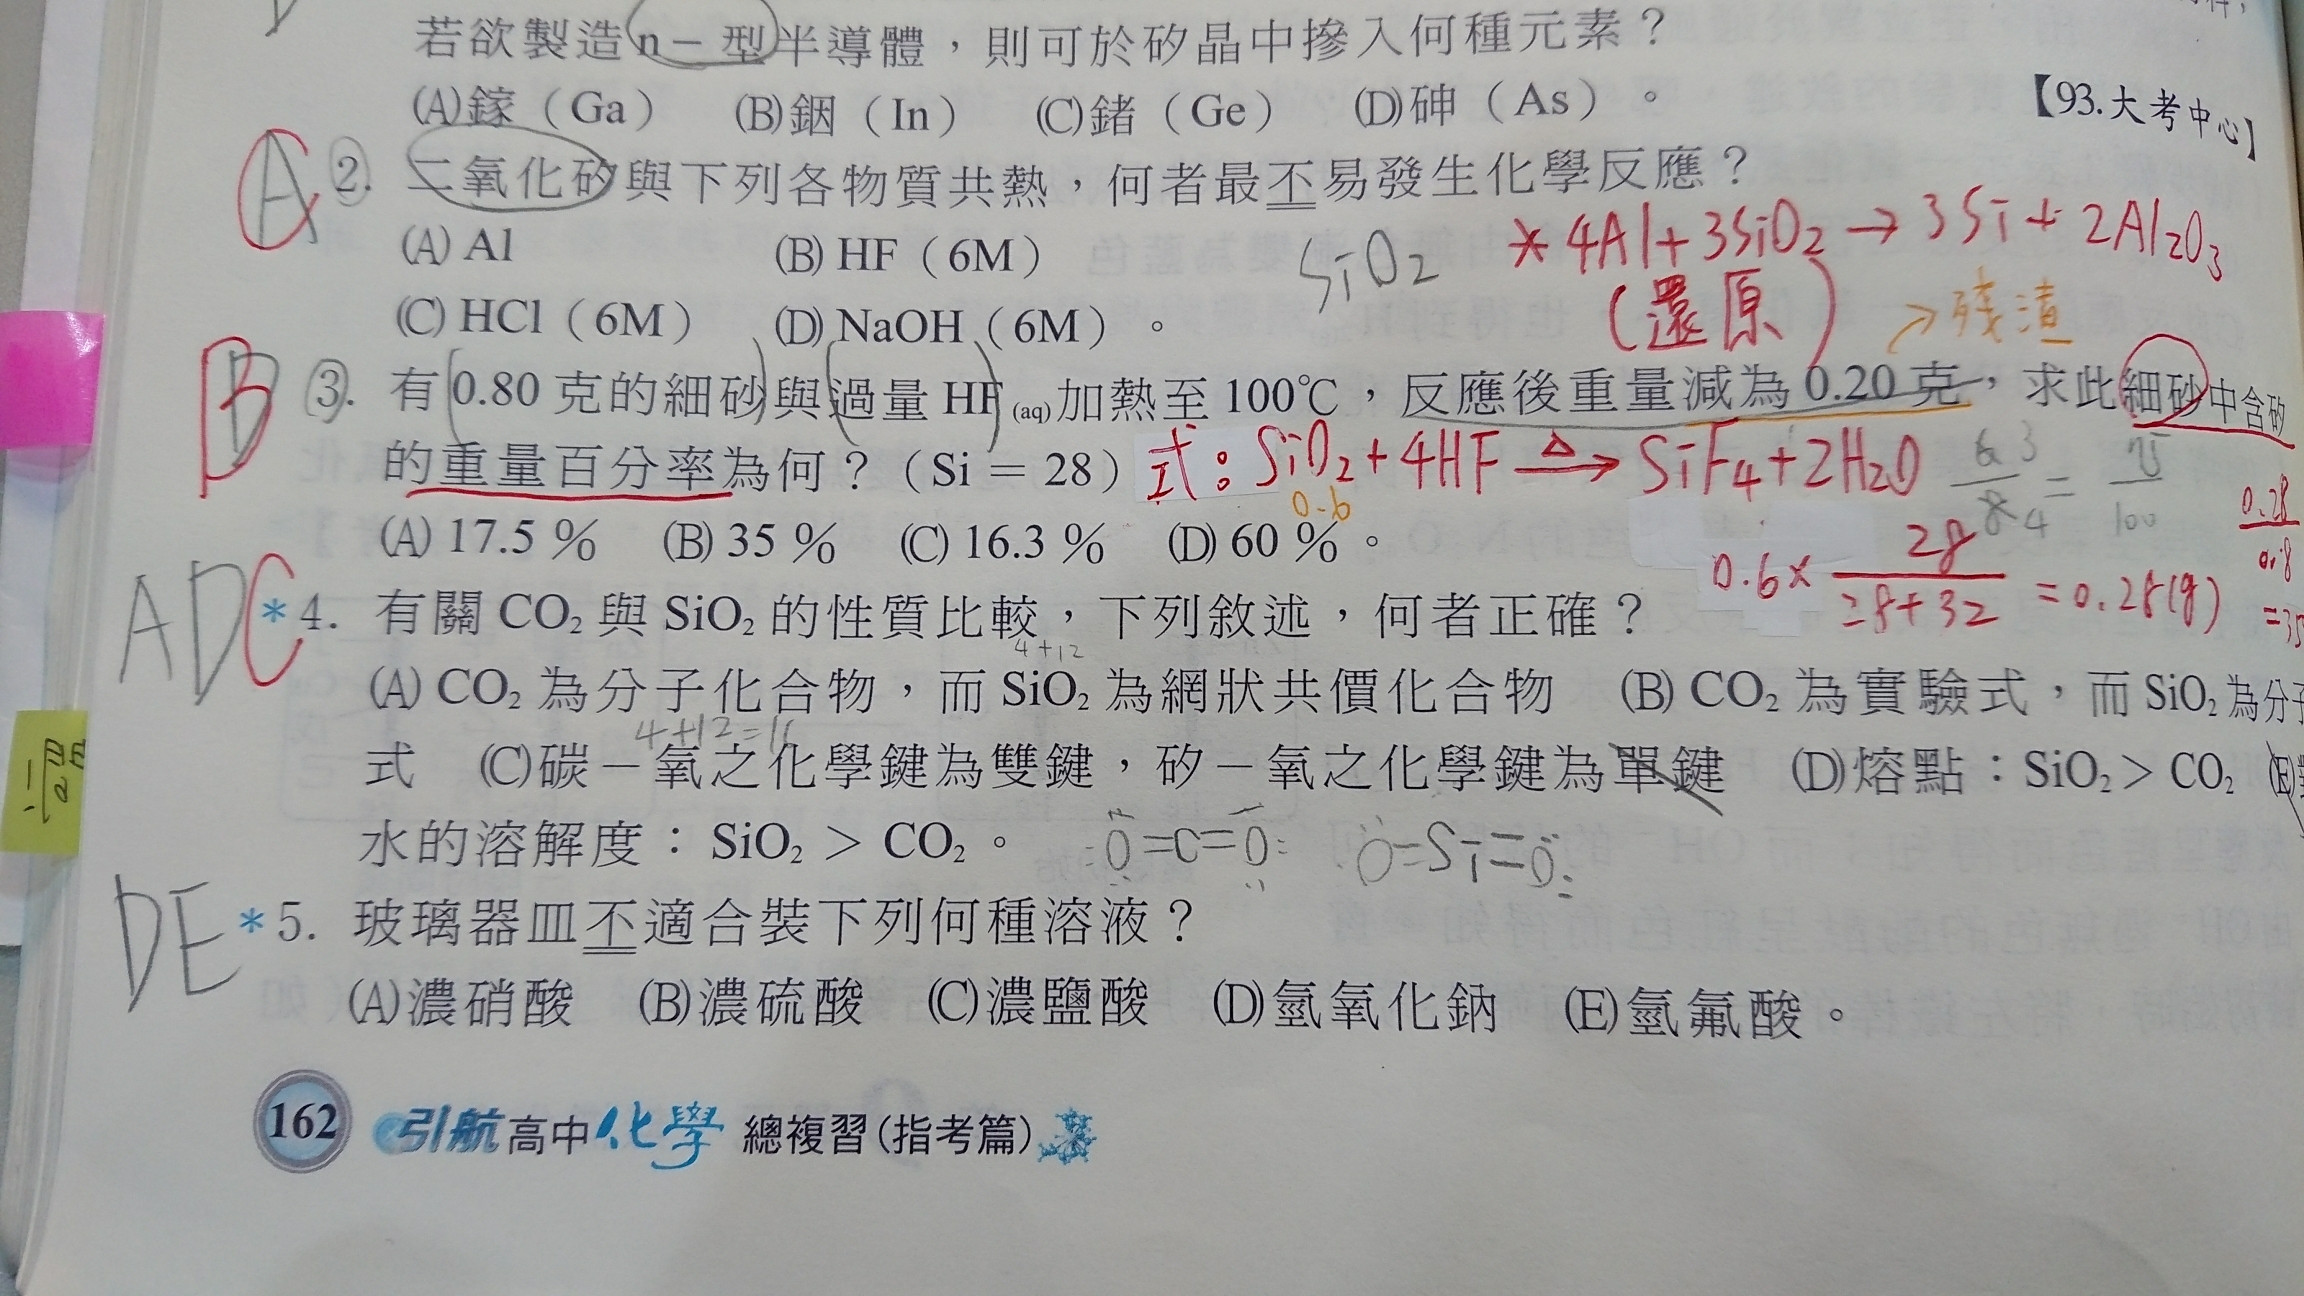 若欲製造n－型半導體，則可於矽晶中摻入何種元素？
(A)鎵（Ga） (B)銦（In） (C)鍺（Ge） (D)砷（As）。
【93.大考中心】
2. 二氧化矽與下列各物質共熱，何者最不易發生化學反應？
(A) Al (B) HF（6M）
SiO₂
* 4Al + 3SiO₂ → 3Si + 2Al₂O₃
(還原)
→殘渣
(C) HCl（6M） (D) NaOH（6M）。
B 3. 有0.80克的細砂與過量HF(aq)加熱至100℃，反應後重量減為0.20克，求此細砂中含矽
的重量百分率為何？（Si = 28）
式：SiO₂ + 4HF △→ SiF₄ + 2H₂O
0.6
(A) 17.5％ (B) 35％ (C) 16.3％ (D) 60％。
0.6 × 28/28+32 = 0.28(g)
0.28/0.8
ADC *4. 有關CO₂與SiO₂的性質比較，下列敘述，何者正確？
4+12
(A) CO₂為分子化合物，而SiO₂為網狀共價化合物 (B) CO₂為實驗式，而SiO₂為分子
式 (C)碳－氧之化學鍵為雙鍵，矽－氧之化學鍵為單鍵 (D)熔點：SiO₂＞CO₂ (E)對
水的溶解度：SiO₂＞CO₂。
O=C=O O=Si=O
DE *5. 玻璃器皿不適合裝下列何種溶液？
(A)濃硝酸 (B)濃硫酸 (C)濃鹽酸 (D)氫氧化鈉 (E)氫氟酸。
162 引航高中化學 總複習(指考篇)